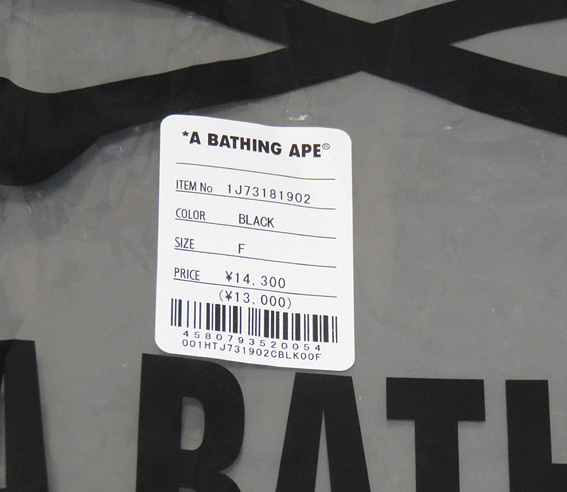 *A BATHING APE®
ITEM No 1J73181902
COLOR BLACK
SIZE F
PRICE ¥14,300
(¥13,000)
4580793520054
001HTJ731902CBLK00F
A BATH